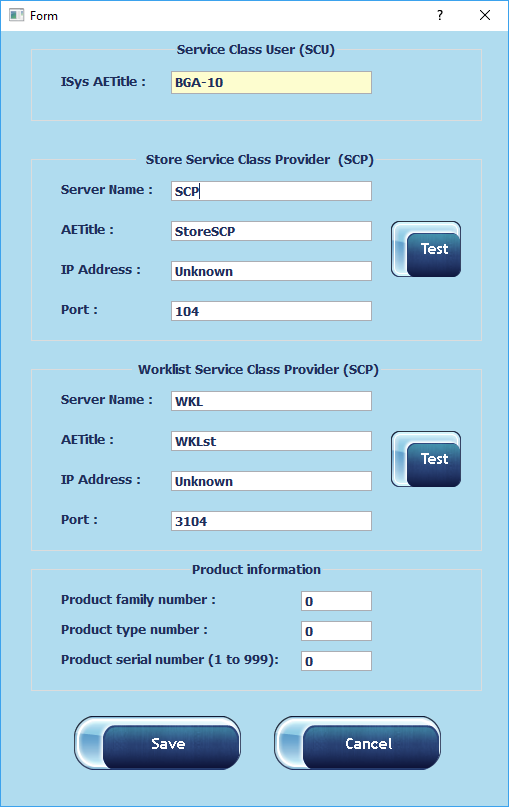 Form
?
Service Class User (SCU)
ISys AETitle : BGA-10
Store Service Class Provider (SCP)
Server Name : SCP
AETitle : StoreSCP
Test
IP Address : Unknown
Port : 104
Worklist Service Class Provider (SCP)
Server Name : WKL
AETitle : WKLst
Test
IP Address : Unknown
Port : 3104
Product information
Product family number : 0
Product type number : 0
Product serial number (1 to 999): 0
Save Cancel